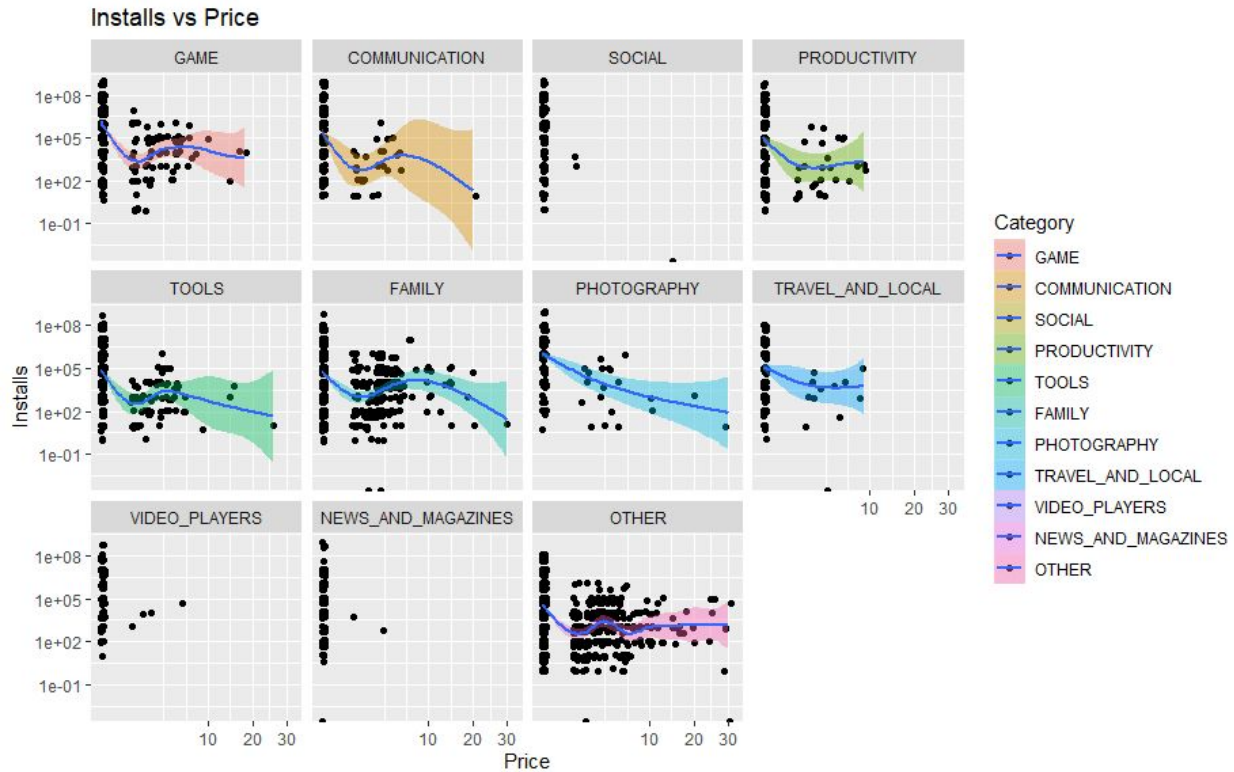 Installs vs Price
GAME COMMUNICATION SOCIAL PRODUCTIVITY
1e+08
1e+05
1e+02
1e-01
TOOLS FAMILY PHOTOGRAPHY TRAVEL_AND_LOCAL
1e+08
1e+05
1e+02
1e-01
10 20 30
VIDEO_PLAYERS NEWS_AND_MAGAZINES OTHER
1e+08
1e+05
1e+02
1e-01
10 20 30 10 20 30 10 20 30
Installs
Price
Category
GAME
COMMUNICATION
SOCIAL
PRODUCTIVITY
TOOLS
FAMILY
PHOTOGRAPHY
TRAVEL_AND_LOCAL
VIDEO_PLAYERS
NEWS_AND_MAGAZINES
OTHER